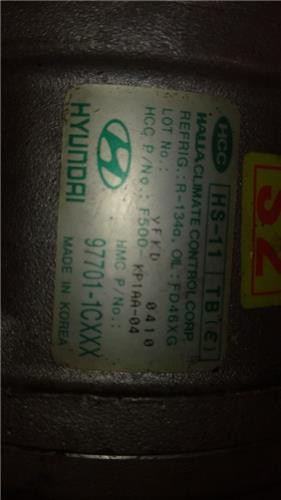 HCC HS-11 TB(ε)
HALLA CLIMATE CONTROL CORP.
REFRIG.: R-134a, OIL: FD46XG
LOT No.: YFKD 0410
HCC P/No.: F500-KP1AA-04
HYUNDAI
HMC P/No.:
97701-1CXXX
MADE IN KOREA
SZ